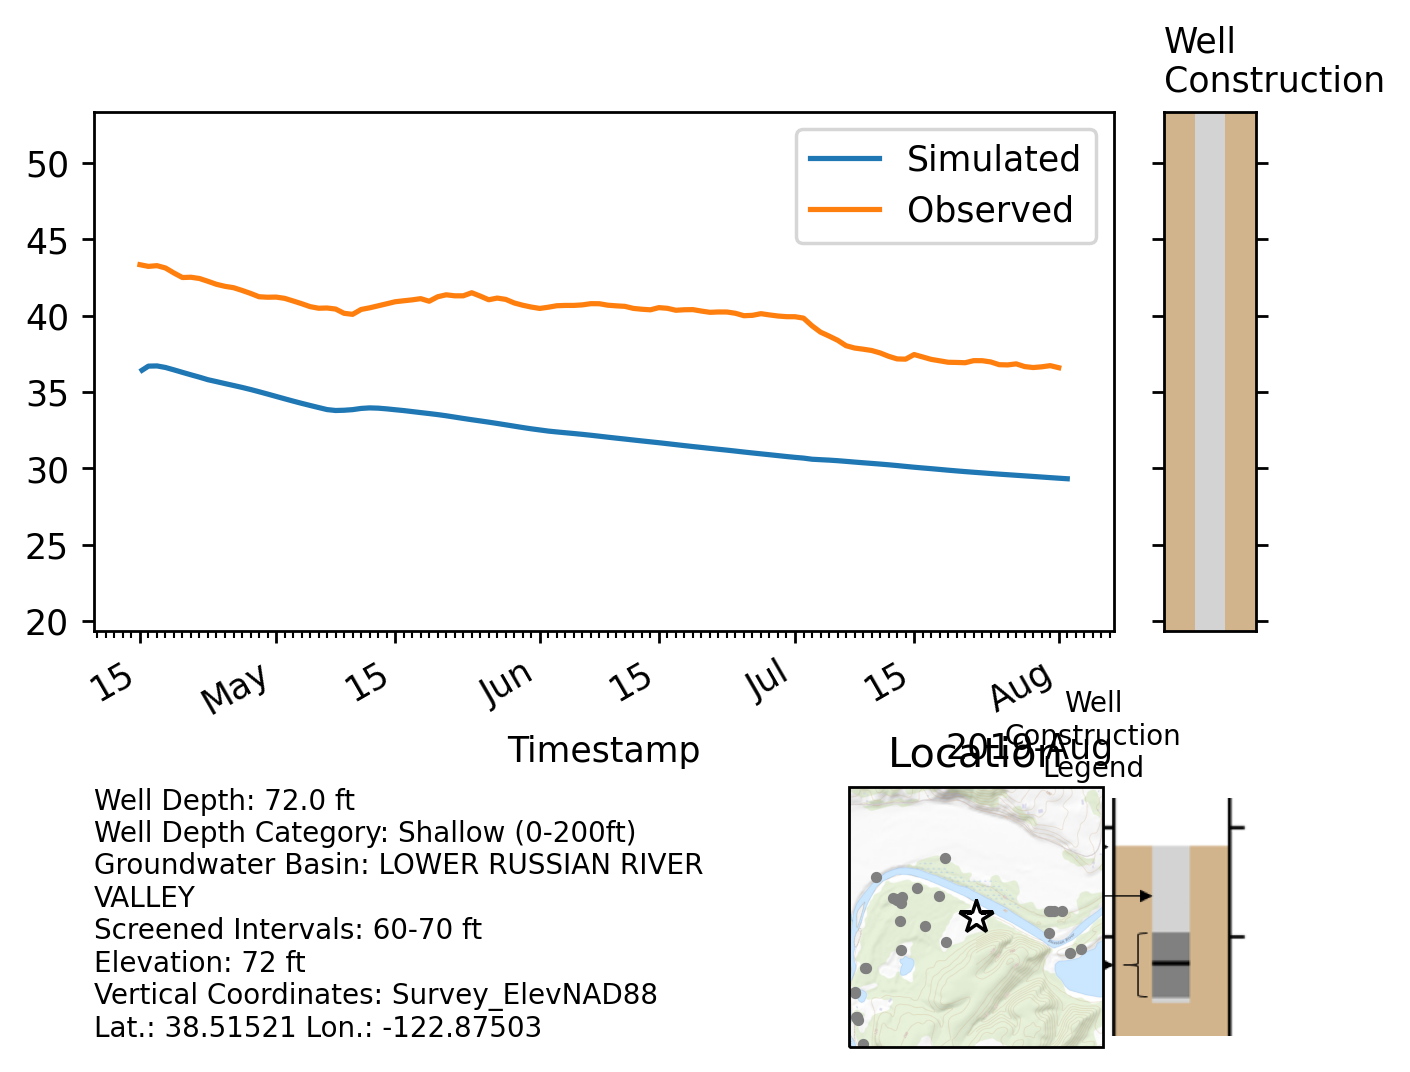 Well
Construction
Simulated
Observed
50
45
40
35
30
25
20
15
May
15
Jun
15
Jul
15
Aug
Timestamp
2019-Aug
Well
Construction
Legend
Location
Well Depth: 72.0 ft
Well Depth Category: Shallow (0-200ft)
Groundwater Basin: LOWER RUSSIAN RIVER
VALLEY
Screened Intervals: 60-70 ft
Elevation: 72 ft
Vertical Coordinates: Survey_ElevNAD88
Lat.: 38.51521 Lon.: -122.87503